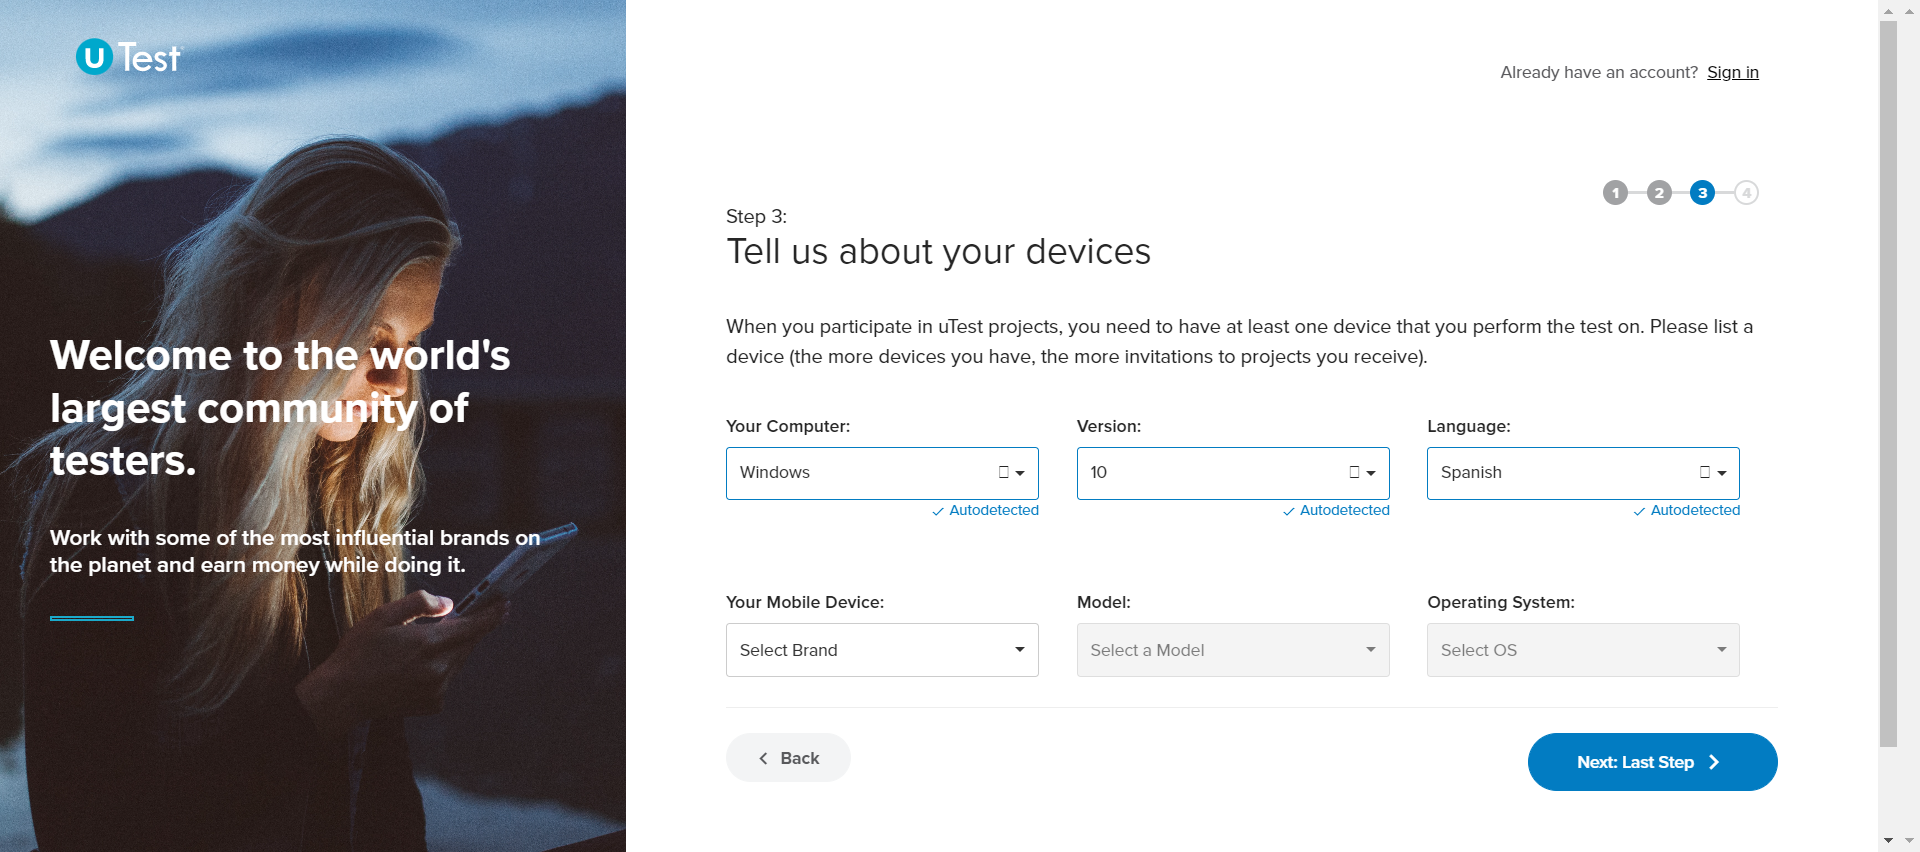 uTest
Welcome to the world's
largest community of
testers.
Work with some of the most influential brands on
the planet and earn money while doing it.
Already have an account? Sign in
1 2 3 4
Step 3:
Tell us about your devices
When you participate in uTest projects, you need to have at least one device that you perform the test on. Please list a
device (the more devices you have, the more invitations to projects you receive).
Your Computer: Version: Language:
Windows 10 Spanish
Autodetected Autodetected Autodetected
Your Mobile Device: Model: Operating System:
Select Brand Select a Model Select OS
Back Next: Last Step